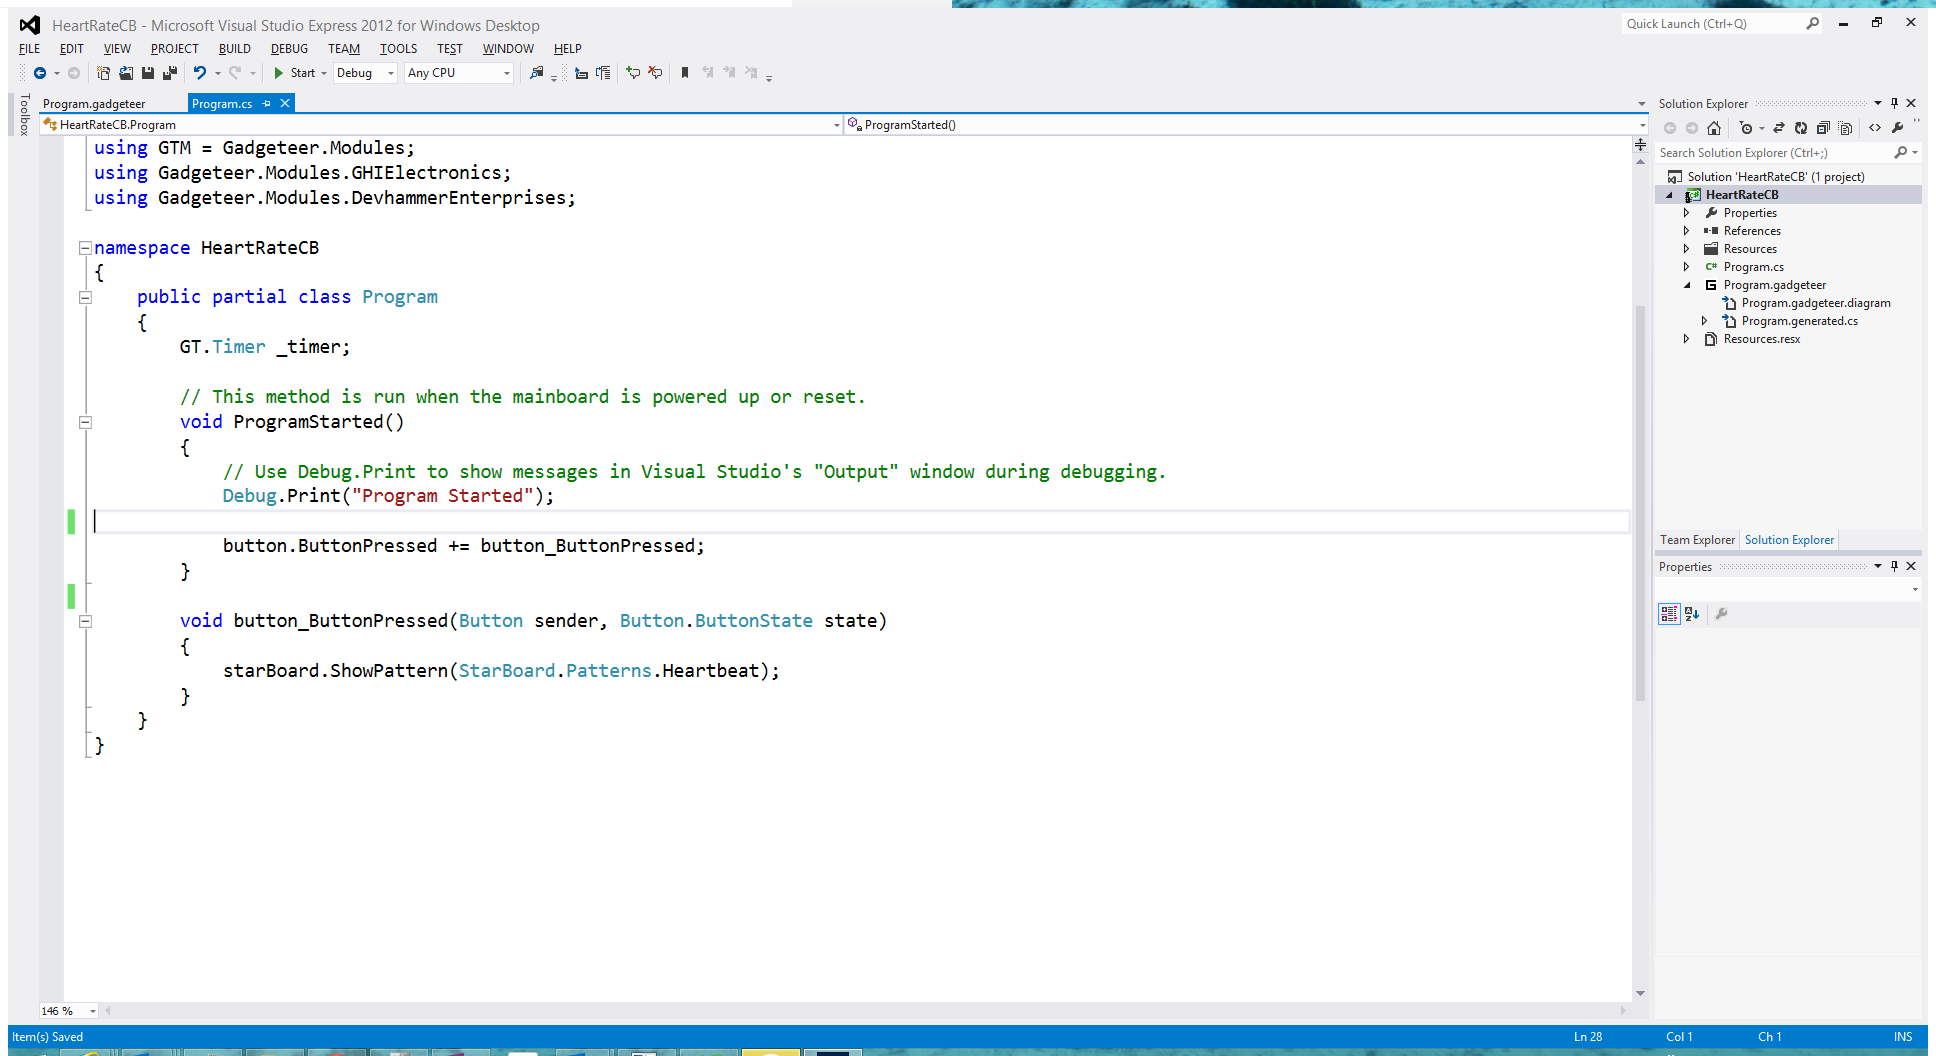 HeartRateCB - Microsoft Visual Studio Express 2012 for Windows Desktop
Quick Launch (Ctrl+Q)
FILE EDIT VIEW PROJECT BUILD DEBUG TEAM TOOLS TEST WINDOW HELP
Start Debug Any CPU
Toolbox
Program.gadgeteer Program.cs
HeartRateCB.Program ProgramStarted()
using GTM = Gadgeteer.Modules;
using Gadgeteer.Modules.GHIElectronics;
using Gadgeteer.Modules.DevhammerEnterprises;
namespace HeartRateCB
{
public partial class Program
{
GT.Timer _timer;
// This method is run when the mainboard is powered up or reset.
void ProgramStarted()
{
// Use Debug.Print to show messages in Visual Studio's "Output" window during debugging.
Debug.Print("Program Started");
button.ButtonPressed += button_ButtonPressed;
}
void button_ButtonPressed(Button sender, Button.ButtonState state)
{
starBoard.ShowPattern(StarBoard.Patterns.Heartbeat);
}
}
}
146 %
Solution Explorer
Search Solution Explorer (Ctrl+;)
Solution 'HeartRateCB' (1 project)
HeartRateCB
Properties
References
Resources
C# Program.cs
Program.gadgeteer
Program.gadgeteer.diagram
Program.generated.cs
Resources.resx
Team Explorer Solution Explorer
Properties
Item(s) Saved Ln 28 Col 1 Ch 1 INS